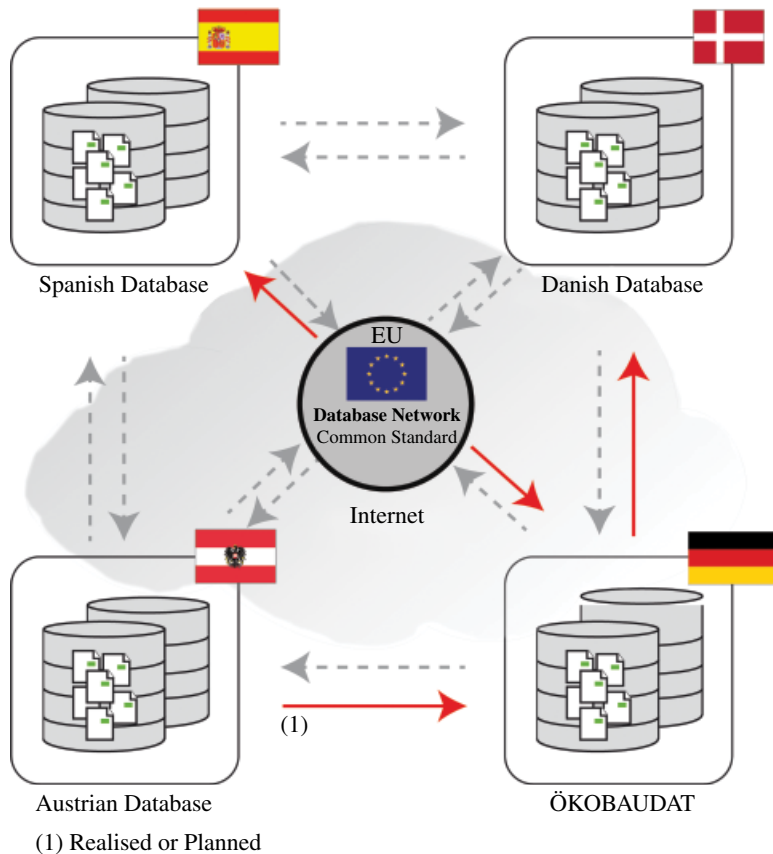 Spanish Database
Danish Database
EU
Database Network
Common Standard
Internet
(1)
Austrian Database
ÖKOBAUDAT
(1) Realised or Planned